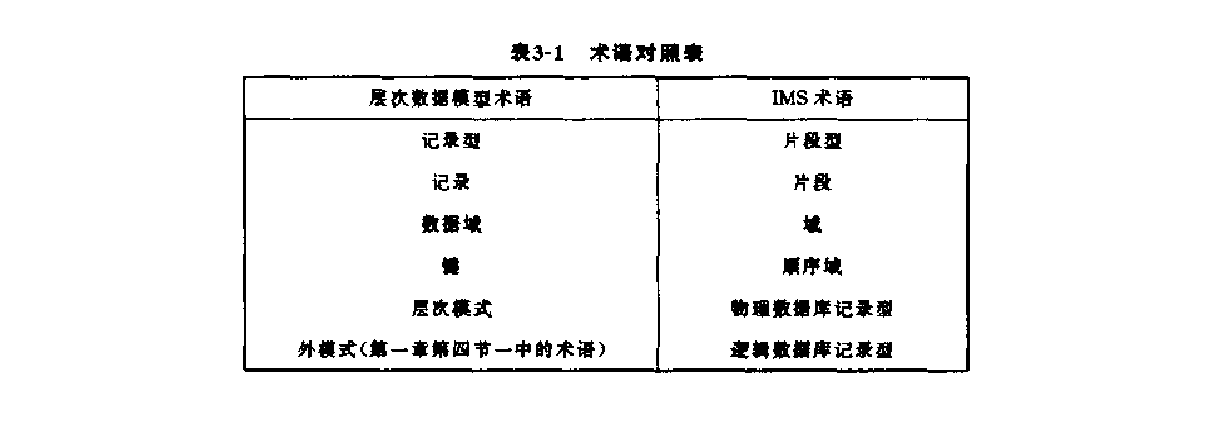 表3-1 术语对照表
层次数据模型术语 IMS 术语
记录型 片段型
记录 片段
数据域 域
键 顺序域
层次模式 物理数据库记录型
外模式(第一章第四节一中的术语) 逻辑数据库记录型